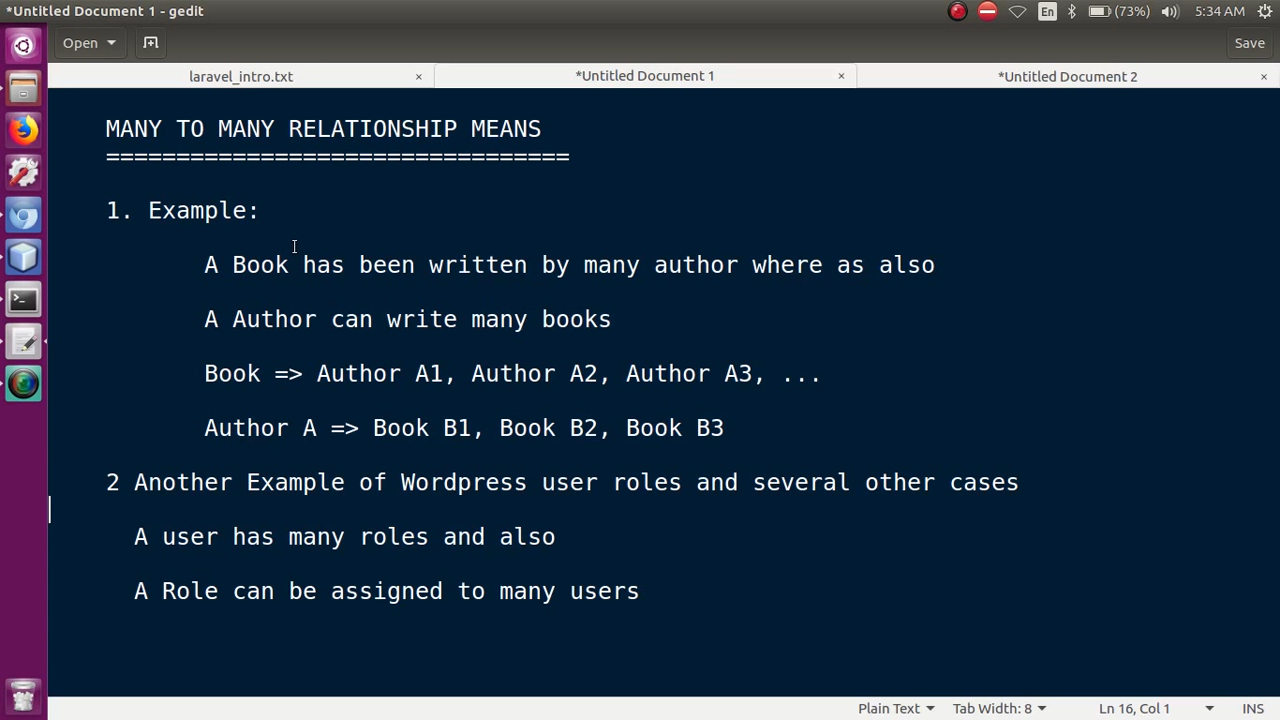 *Untitled Document 1 - gedit
En
(73%)
5:34 AM
Open
Save
laravel_intro.txt ×
*Untitled Document 1 ×
*Untitled Document 2 ×
MANY TO MANY RELATIONSHIP MEANS
=================================
1. Example:
A Book has been written by many author where as also
A Author can write many books
Book => Author A1, Author A2, Author A3, ...
Author A => Book B1, Book B2, Book B3
2 Another Example of Wordpress user roles and several other cases
A user has many roles and also
A Role can be assigned to many users
Plain Text
Tab Width: 8
Ln 16, Col 1
INS